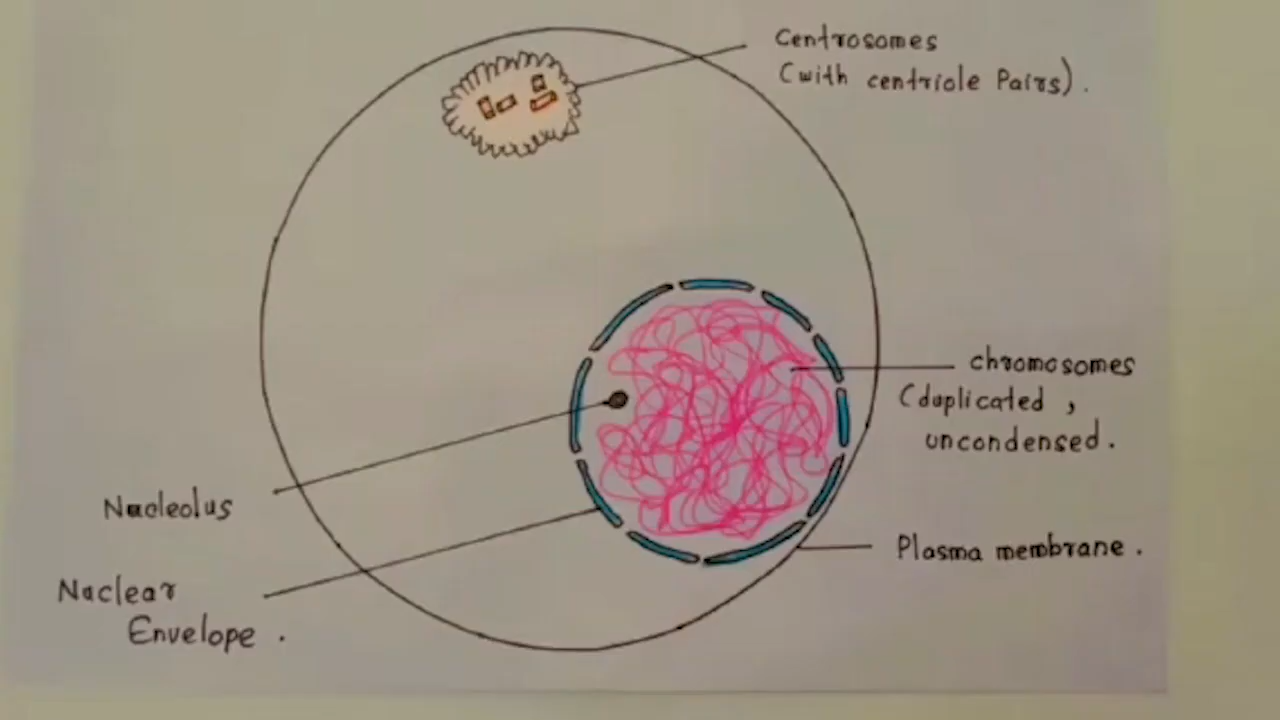 Centrosomes
(with centriole Pairs).
chromosomes
(duplicated,
uncondensed.
Nucleolus
Plasma membrane.
Nuclear
Envelope.